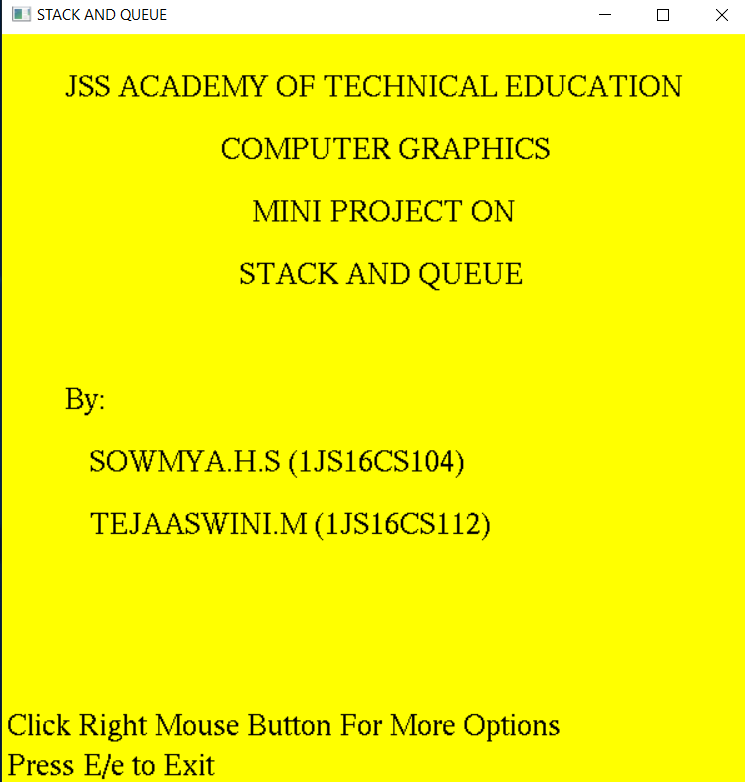 STACK AND QUEUE
JSS ACADEMY OF TECHNICAL EDUCATION
COMPUTER GRAPHICS
MINI PROJECT ON
STACK AND QUEUE
By:
SOWMYA.H.S (1JS16CS104)
TEJAASWINI.M (1JS16CS112)
Click Right Mouse Button For More Options
Press E/e to Exit